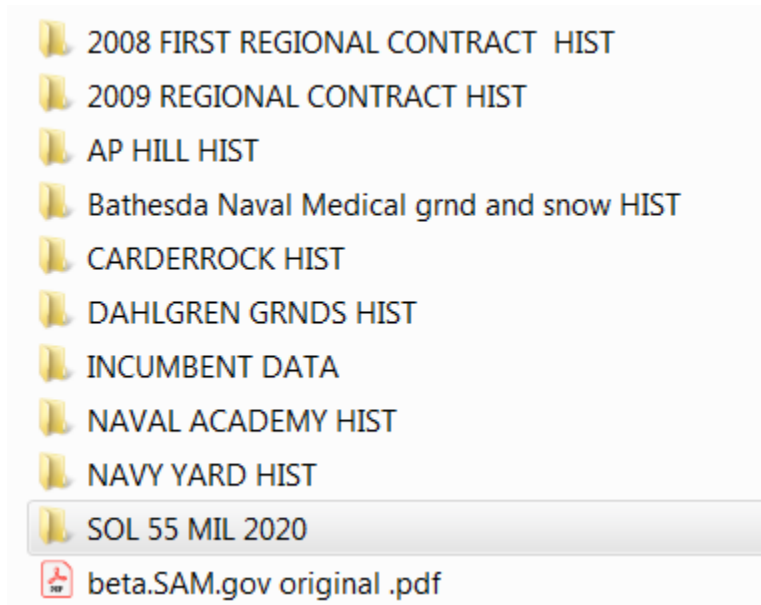 2008 FIRST REGIONAL CONTRACT  HIST
2009 REGIONAL CONTRACT HIST
AP HILL HIST
Bathesda Naval Medical grnd and snow HIST
CARDERROCK HIST
DAHLGREN GRNDS HIST
INCUMBENT DATA
NAVAL ACADEMY HIST
NAVY YARD HIST
SOL 55 MIL 2020
beta.SAM.gov original .pdf